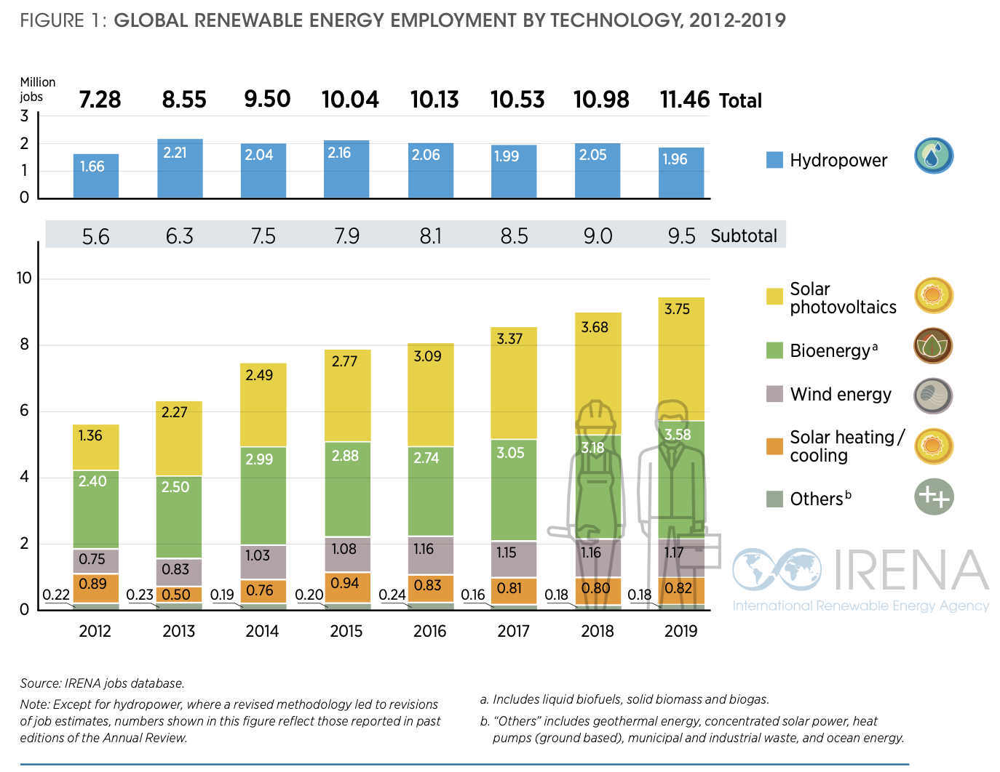 FIGURE 1: GLOBAL RENEWABLE ENERGY EMPLOYMENT BY TECHNOLOGY, 2012-2019
Million
jobs
7.28 8.55 9.50 10.04 10.13 10.53 10.98 11.46 Total
3
2
1
0
1.66 2.21 2.04 2.16 2.06 1.99 2.05 1.96
Hydropower
5.6 6.3 7.5 7.9 8.1 8.5 9.0 9.5 Subtotal
10
8
6
4
2
0
1.36 2.27 2.49 2.77 3.09 3.37 3.68 3.75
2.40 2.50 2.99 2.88 2.74 3.05 3.18 3.58
0.75 0.83 1.03 1.08 1.16 1.15 1.16 1.17
0.89 0.50 0.76 0.94 0.83 0.81 0.80 0.82
0.22 0.23 0.19 0.20 0.24 0.16 0.18 0.18
2012 2013 2014 2015 2016 2017 2018 2019
Solar
photovoltaics
Bioenergy a
Wind energy
Solar heating/
cooling
Others b
IRENA
International Renewable Energy Agency
Source: IRENA jobs database.
Note: Except for hydropower, where a revised methodology led to revisions
of job estimates, numbers shown in this figure reflect those reported in past
editions of the Annual Review.
a. Includes liquid biofuels, solid biomass and biogas.
b. “Others” includes geothermal energy, concentrated solar power, heat
pumps (ground based), municipal and industrial waste, and ocean energy.